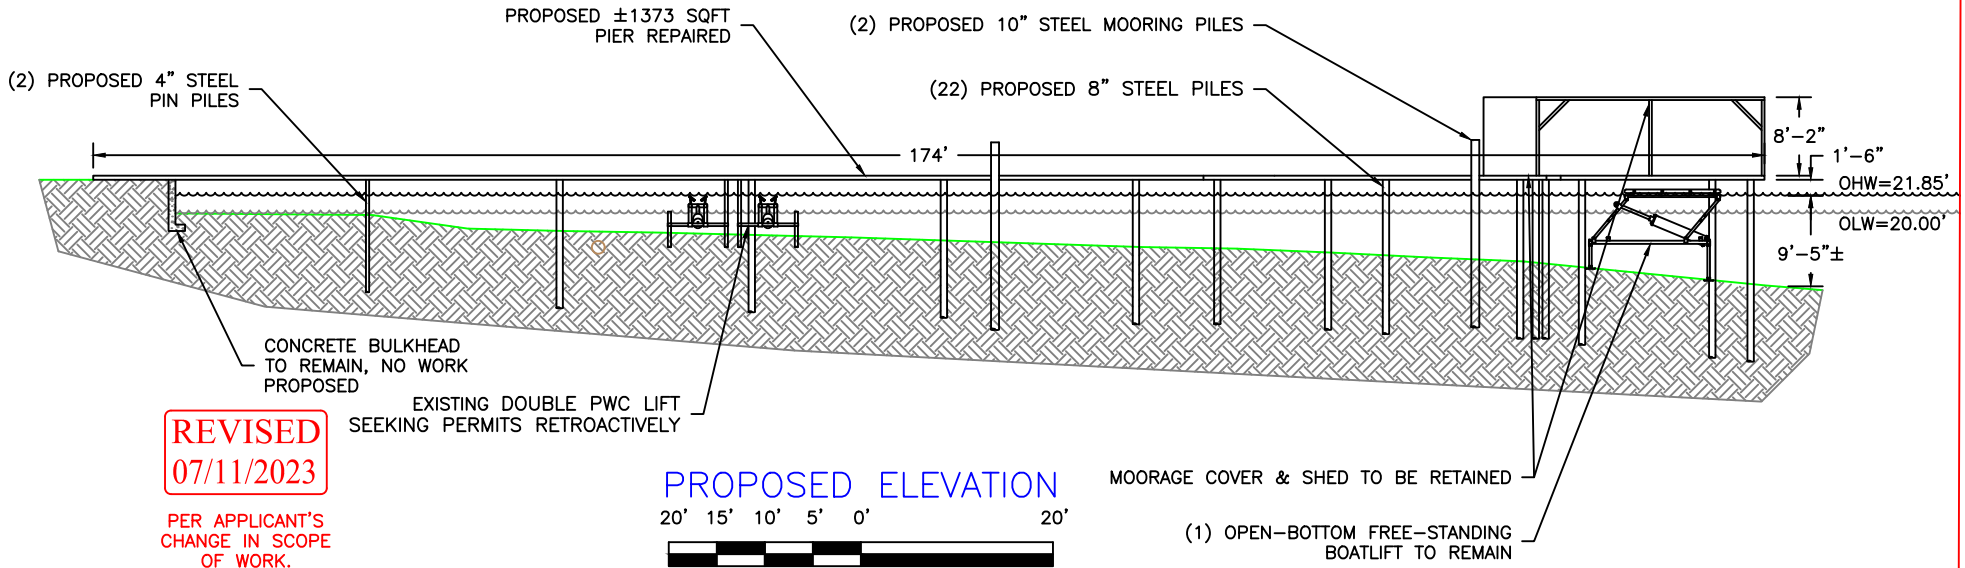 PROPOSED ±1373 SQFT
PIER REPAIRED
(2) PROPOSED 10" STEEL MOORING PILES
(2) PROPOSED 4" STEEL
PIN PILES
(22) PROPOSED 8" STEEL PILES
174'
8'-2"
1'-6"
OHW=21.85'
OLW=20.00'
9'-5"±
CONCRETE BULKHEAD
TO REMAIN, NO WORK
PROPOSED
EXISTING DOUBLE PWC LIFT
SEEKING PERMITS RETROACTIVELY
REVISED
07/11/2023
PER APPLICANT'S
CHANGE IN SCOPE
OF WORK.
PROPOSED ELEVATION
20' 15' 10' 5' 0' 20'
MOORAGE COVER & SHED TO BE RETAINED
(1) OPEN-BOTTOM FREE-STANDING
BOATLIFT TO REMAIN